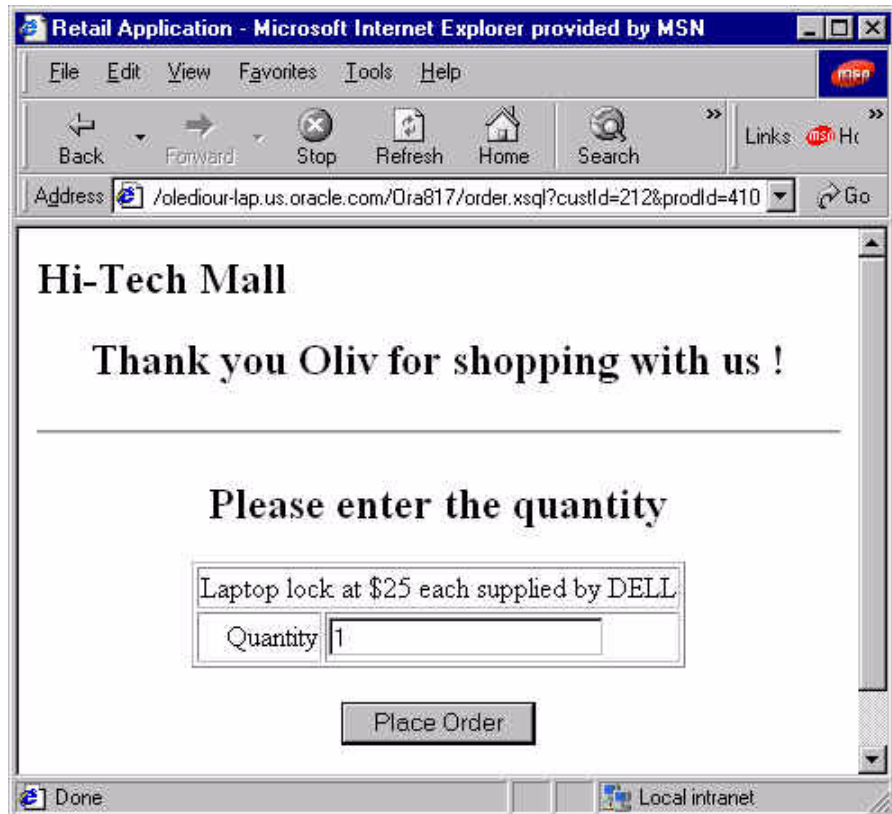 Retail Application - Microsoft Internet Explorer provided by MSN
File Edit View Favorites Tools Help
msn
Back Forward Stop Refresh Home Search » Links msn Ho »
Address /olediour-lap.us.oracle.com/Ora817/order.xsql?custId=212&prodId=410 Go
Hi-Tech Mall
Thank you Oliv for shopping with us !
Please enter the quantity
Laptop lock at $25 each supplied by DELL
Quantity 1
Place Order
Done Local intranet